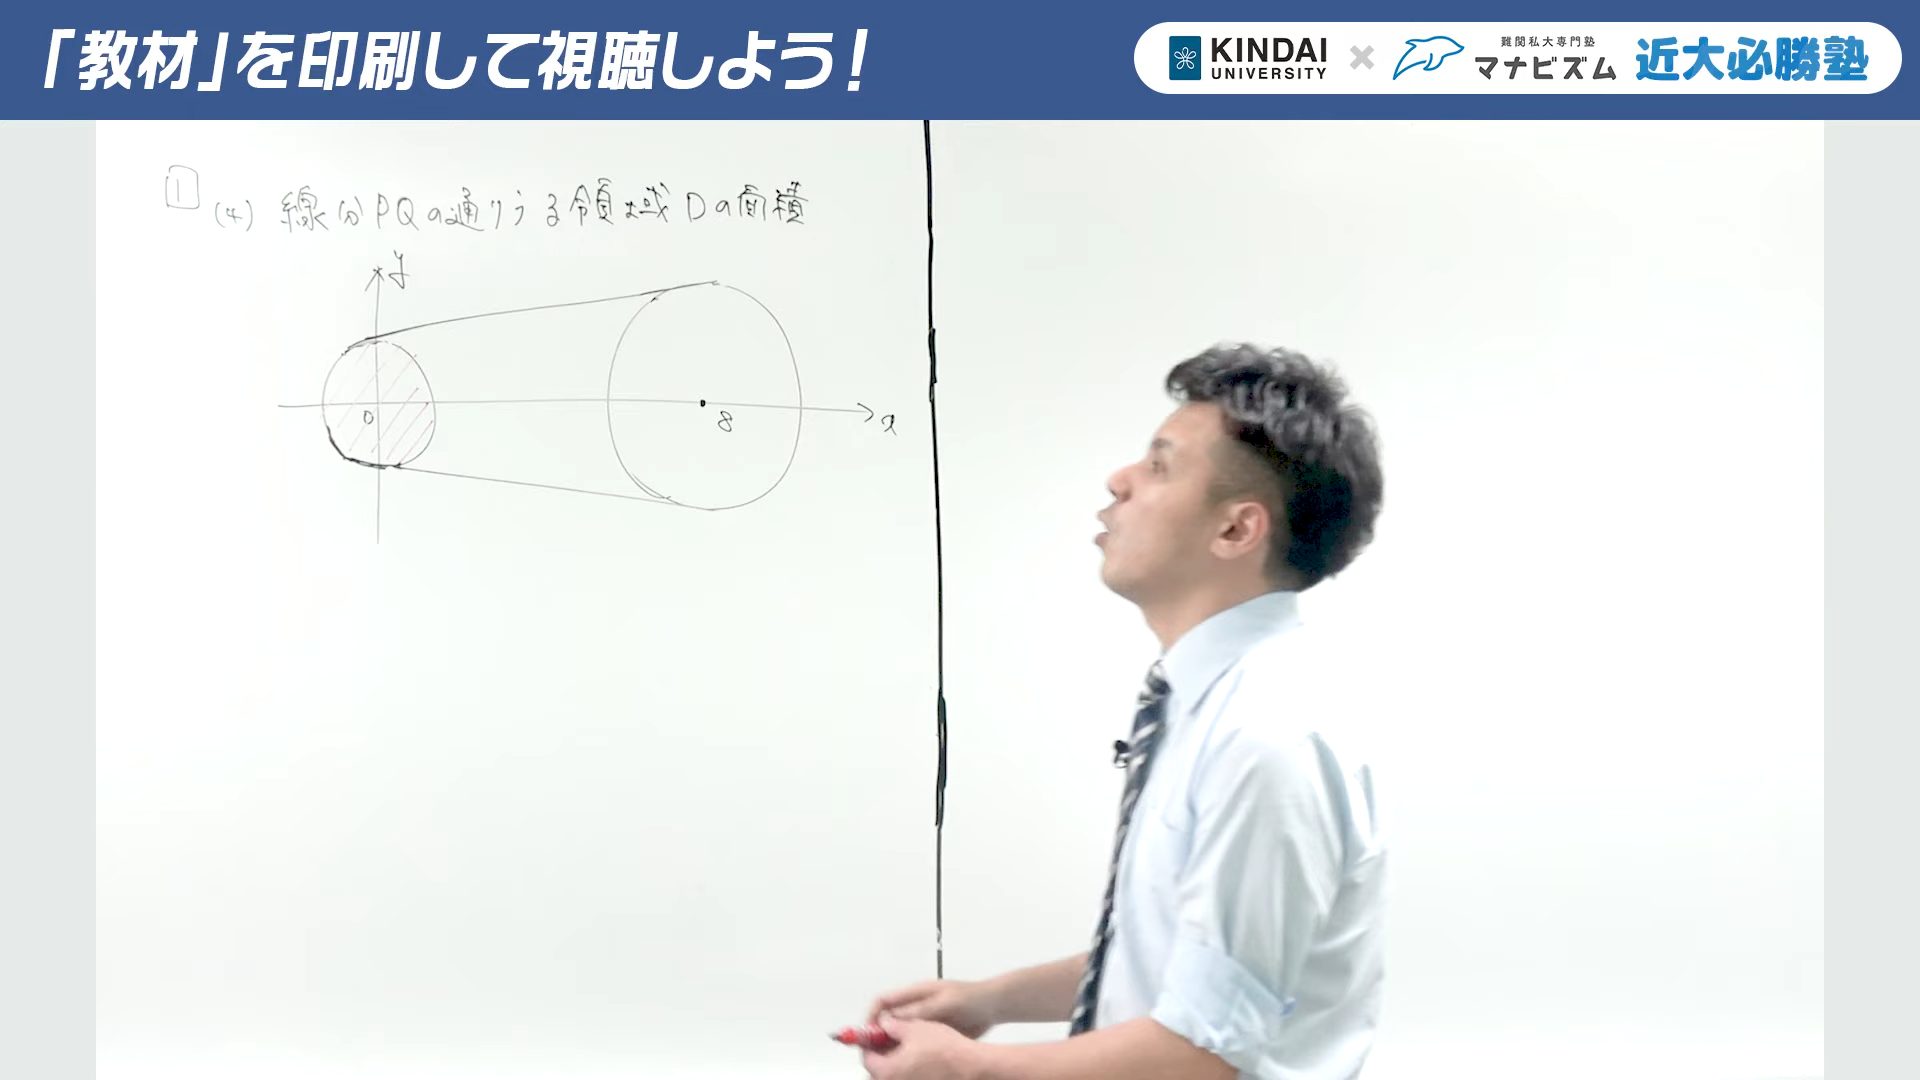 「教材」を印刷して視聴しよう!
KINDAI UNIVERSITY × 難関私大専門塾 マナビズム 近大必勝塾
1
(4) 線分PQの通りうる領域Dの面積
y
0
8
x